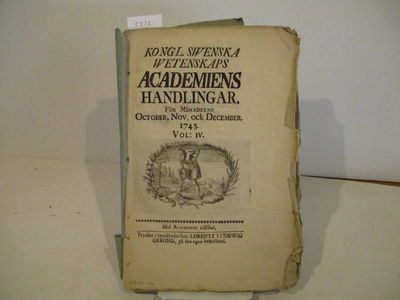 KONGL. SWENSKA
WETENSKAPS
ACADEMIENS
HANDLINGAR,
FÖR MÅNADERNE
OCTOBER, NOV. OCK DECEMBER.
1743.
VOL: IV.
Med ACADEMIENS tilstånd,
Tryckte i Stockholm hos LORENTZ LUDEWIG
GREFING, på des egen bekostnad.